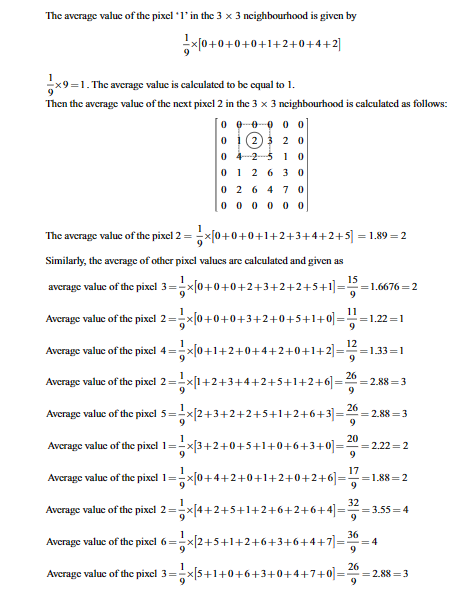 The average value of the pixel '1' in the 3 × 3 neighbourhood is given by
1/9 ×[0+0+0+0+1+2+0+4+2]
1/9 ×9=1. The average value is calculated to be equal to 1.
Then the average value of the next pixel 2 in the 3 × 3 neighbourhood is calculated as follows:
0 0 0 0 0 0
0 1 2 3 2 0
0 4 2 5 1 0
0 1 2 6 3 0
0 2 6 4 7 0
0 0 0 0 0 0
The average value of the pixel 2 = 1/9 ×[0+0+0+1+2+3+4+2+5] = 1.89 = 2
Similarly, the average of other pixel values are calculated and given as
average value of the pixel 3 = 1/9 ×[0+0+0+2+3+2+2+5+1] = 15/9 = 1.6676 = 2
Average value of the pixel 2 = 1/9 ×[0+0+0+3+2+0+5+1+0] = 11/9 = 1.22 = 1
Average value of the pixel 4 = 1/9 ×[0+1+2+0+4+2+0+1+2] = 12/9 = 1.33 = 1
Average value of the pixel 2 = 1/9 ×[1+2+3+4+2+5+1+2+6] = 26/9 = 2.88 = 3
Average value of the pixel 5 = 1/9 ×[2+3+2+2+5+1+2+6+3] = 26/9 = 2.88 = 3
Average value of the pixel 1 = 1/9 ×[3+2+0+5+1+0+6+3+0] = 20/9 = 2.22 = 2
Average value of the pixel 1 = 1/9 ×[0+4+2+0+1+2+0+2+6] = 17/9 = 1.88 = 2
Average value of the pixel 2 = 1/9 ×[4+2+5+1+2+6+2+6+4] = 32/9 = 3.55 = 4
Average value of the pixel 6 = 1/9 ×[2+5+1+2+6+3+6+4+7] = 36/9 = 4
Average value of the pixel 3 = 1/9 ×[5+1+0+6+3+0+4+7+0] = 26/9 = 2.88 = 3